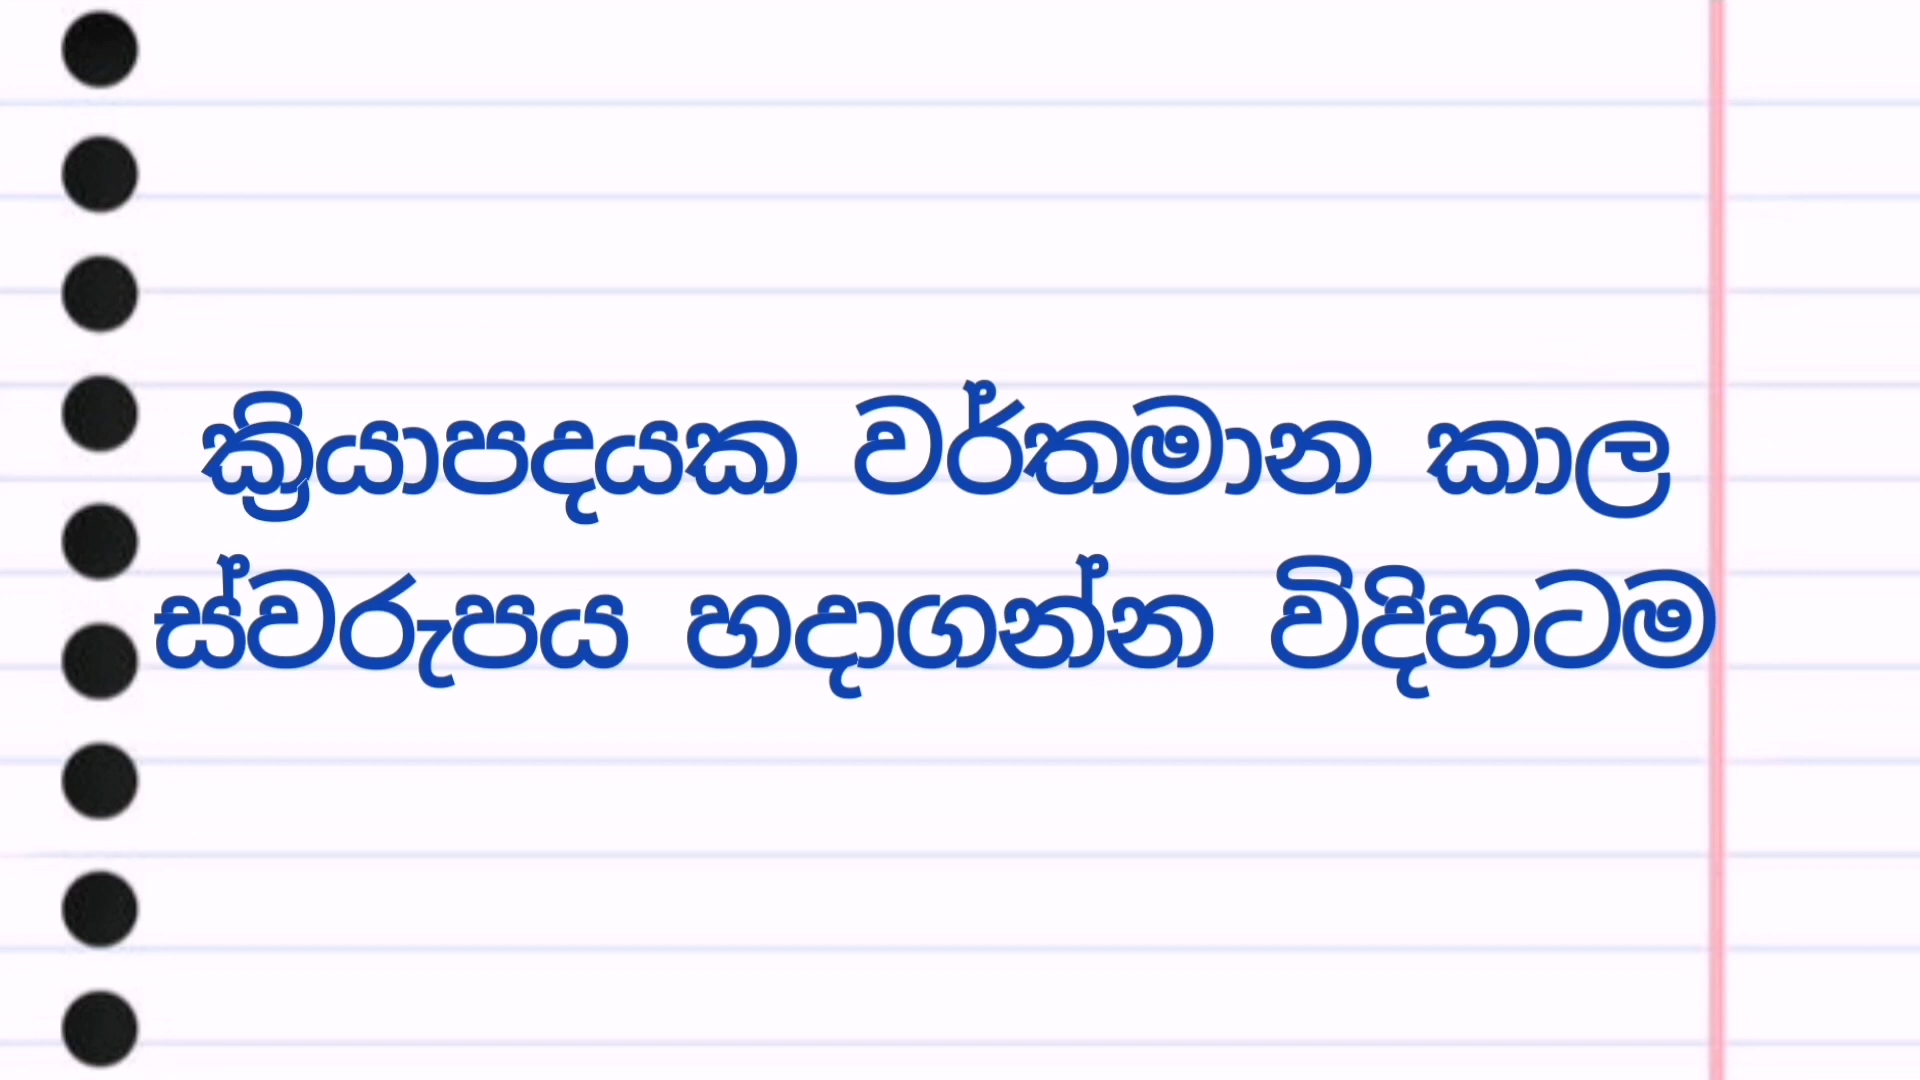 ක්‍රියාපදයක වර්තමාන කාල
ස්වරුපය හදාගන්න විදිහටම